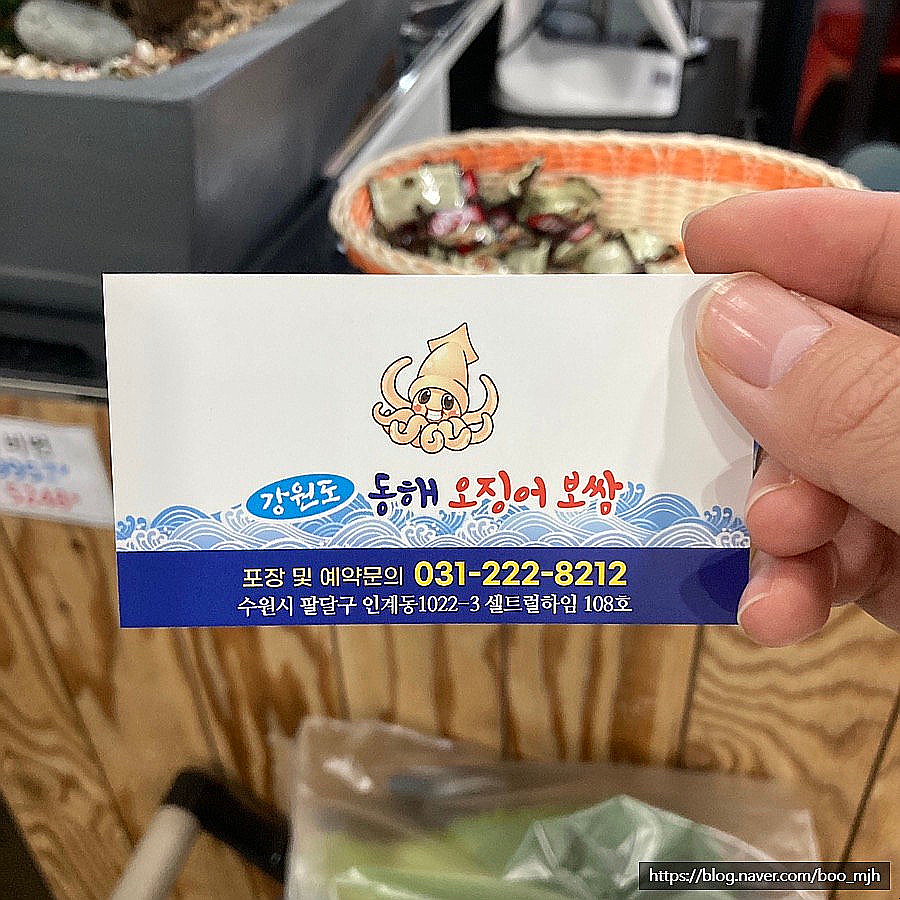 강원도 동해 오징어 보쌈
포장 및 예약문의 031-222-8212
수원시 팔달구 인계동1022-3 셀트럴하임 108호
https://blog.naver.com/boo_mjh